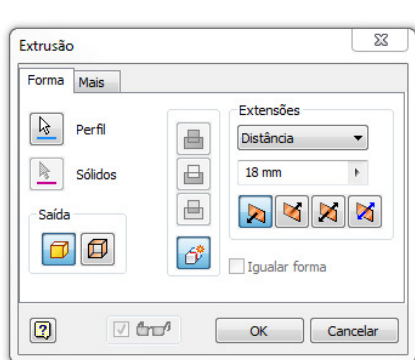 Extrusão
Forma Mais
Perfil
Sólidos
Saída
Extensões
Distância
18 mm
Igualar forma
OK
Cancelar